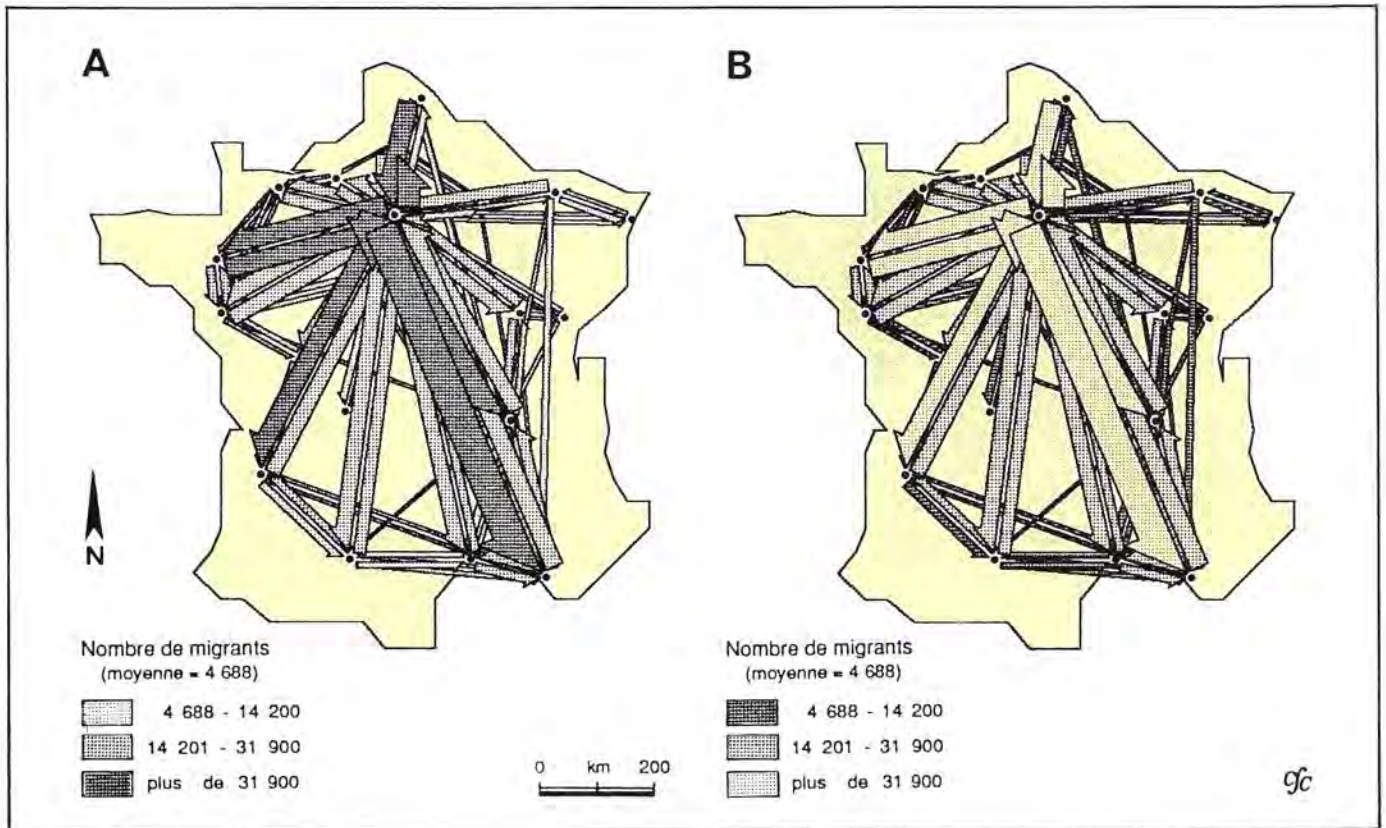 A
N
Nombre de migrants
(moyenne = 4 688)
4 688 - 14 200
14 201 - 31 900
plus de 31 900
0 km 200
B
Nombre de migrants
(moyenne = 4 688)
4 688 - 14 200
14 201 - 31 900
plus de 31 900
cfc